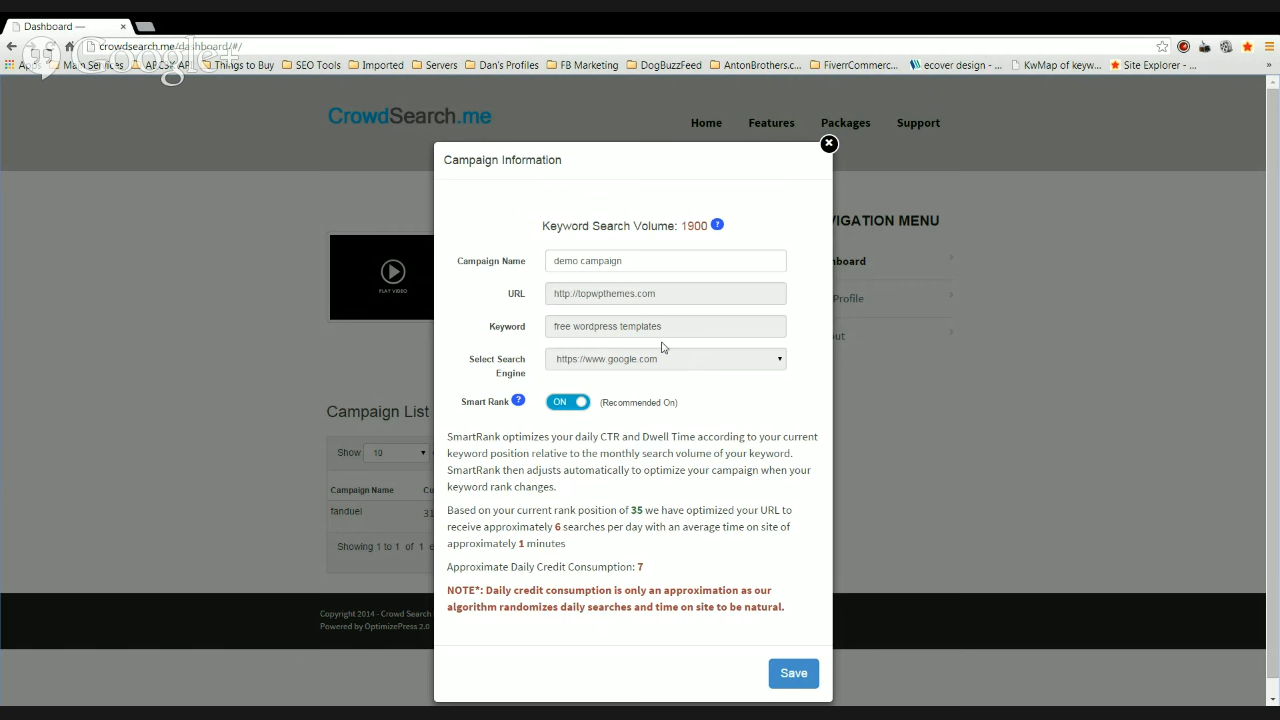 Dashboard —
crowdsearch.me/dashboard/#/
Google+
Main Services
Things to Buy
SEO Tools
Imported
Servers
Dan's Profiles
FB Marketing
DogBuzzFeed
AntonBrothers.c...
FiverrCommerc...
ecover design - ...
KwMap of keyw...
Site Explorer - ...
»
CrowdSearch.me
Home Features Packages Support
Campaign Information
Keyword Search Volume: 1900 ?
VIGATION MENU
Campaign Name demo campaign
board
URL http://topwpthemes.com
Profile
PLAY VIDEO
Keyword free wordpress templates
out
Select Search
Engine
https://www.google.com
Smart Rank ? ON (Recommended On)
Campaign List
SmartRank optimizes your daily CTR and Dwell Time according to your current
keyword position relative to the monthly search volume of your keyword.
SmartRank then adjusts automatically to optimize your campaign when your
keyword rank changes.
Show 10
Campaign Name Cu
fanduel 31
Based on your current rank position of 35 we have optimized your URL to
receive approximately 6 searches per day with an average time on site of
approximately 1 minutes
Showing 1 to 1 of 1 e
Approximate Daily Credit Consumption: 7
NOTE*: Daily credit consumption is only an approximation as our
algorithm randomizes daily searches and time on site to be natural.
Copyright 2014 - Crowd Search
Powered by OptimizePress 2.0
Save